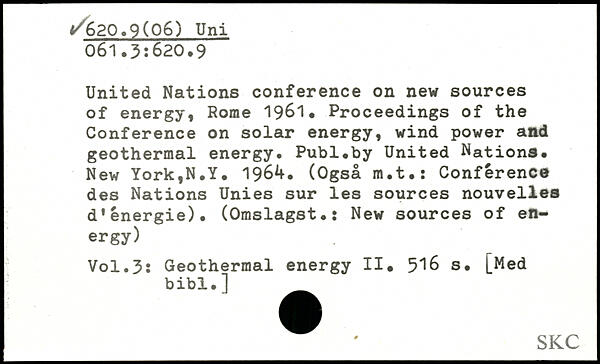 620.9(06) Uni
061.3:620.9
United Nations conference on new sources
of energy, Rome 1961. Proceedings of the
Conference on solar energy, wind power and
geothermal energy. Publ.by United Nations.
New York,N.Y. 1964. (Også m.t.: Conférence
des Nations Unies sur les sources nouvelles
d'énergie). (Omslagst.: New sources of en-
ergy)
Vol.3: Geothermal energy II. 516 s. [Med
bibl.]
SKC